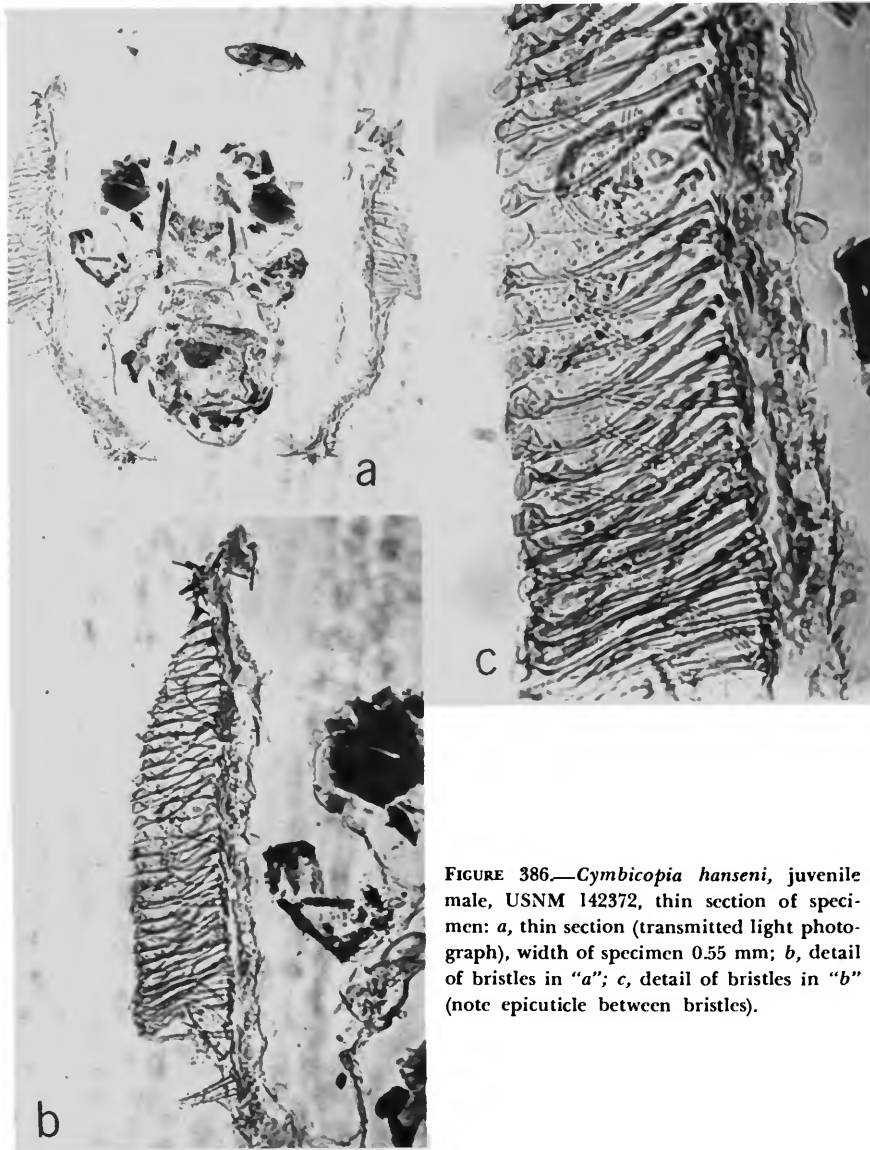 a
c
b
FIGURE 386.—Cymbicopia hanseni, juvenile
male, USNM 142372, thin section of speci-
men: a, thin section (transmitted light photo-
graph), width of specimen 0.55 mm; b, detail
of bristles in "a"; c, detail of bristles in "b"
(note epicuticle between bristles).